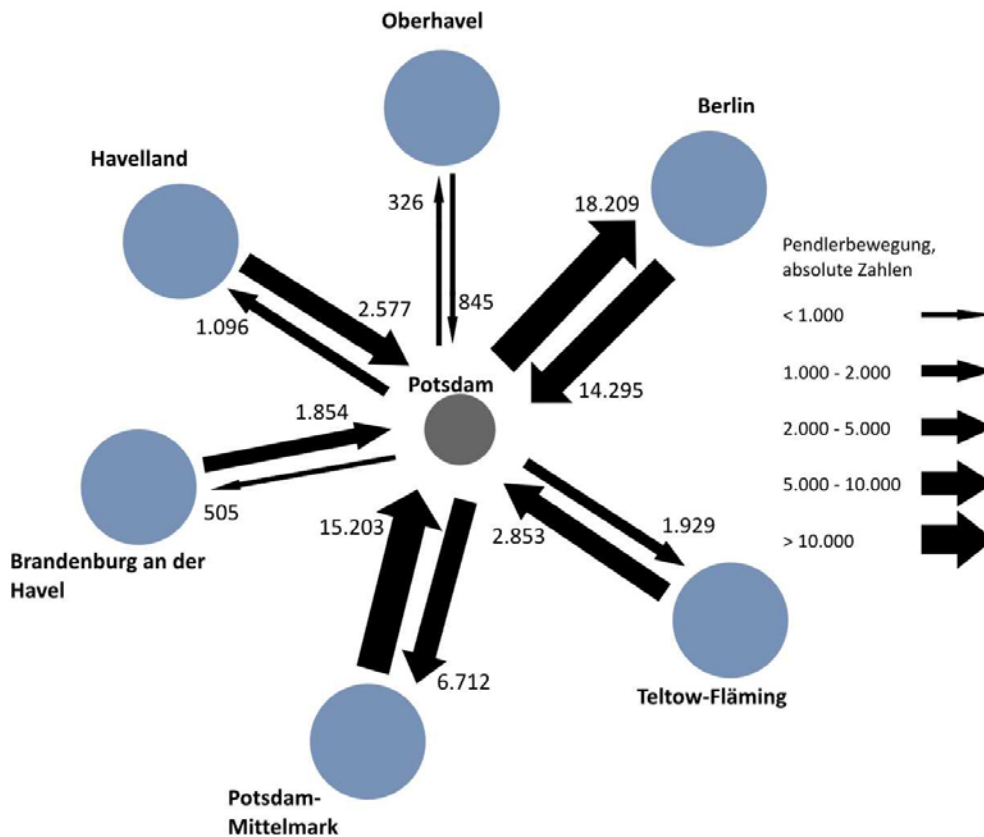 Oberhavel
Berlin
Havelland
326
18.209
Pendlerbewegung,
absolute Zahlen
845
2.577
1.096
< 1.000
Potsdam
14.295
1.000 - 2.000
1.854
2.000 - 5.000
505
15.203
2.853
1.929
5.000 - 10.000
> 10.000
Brandenburg an der
Havel
6.712
Teltow-Fläming
Potsdam-
Mittelmark